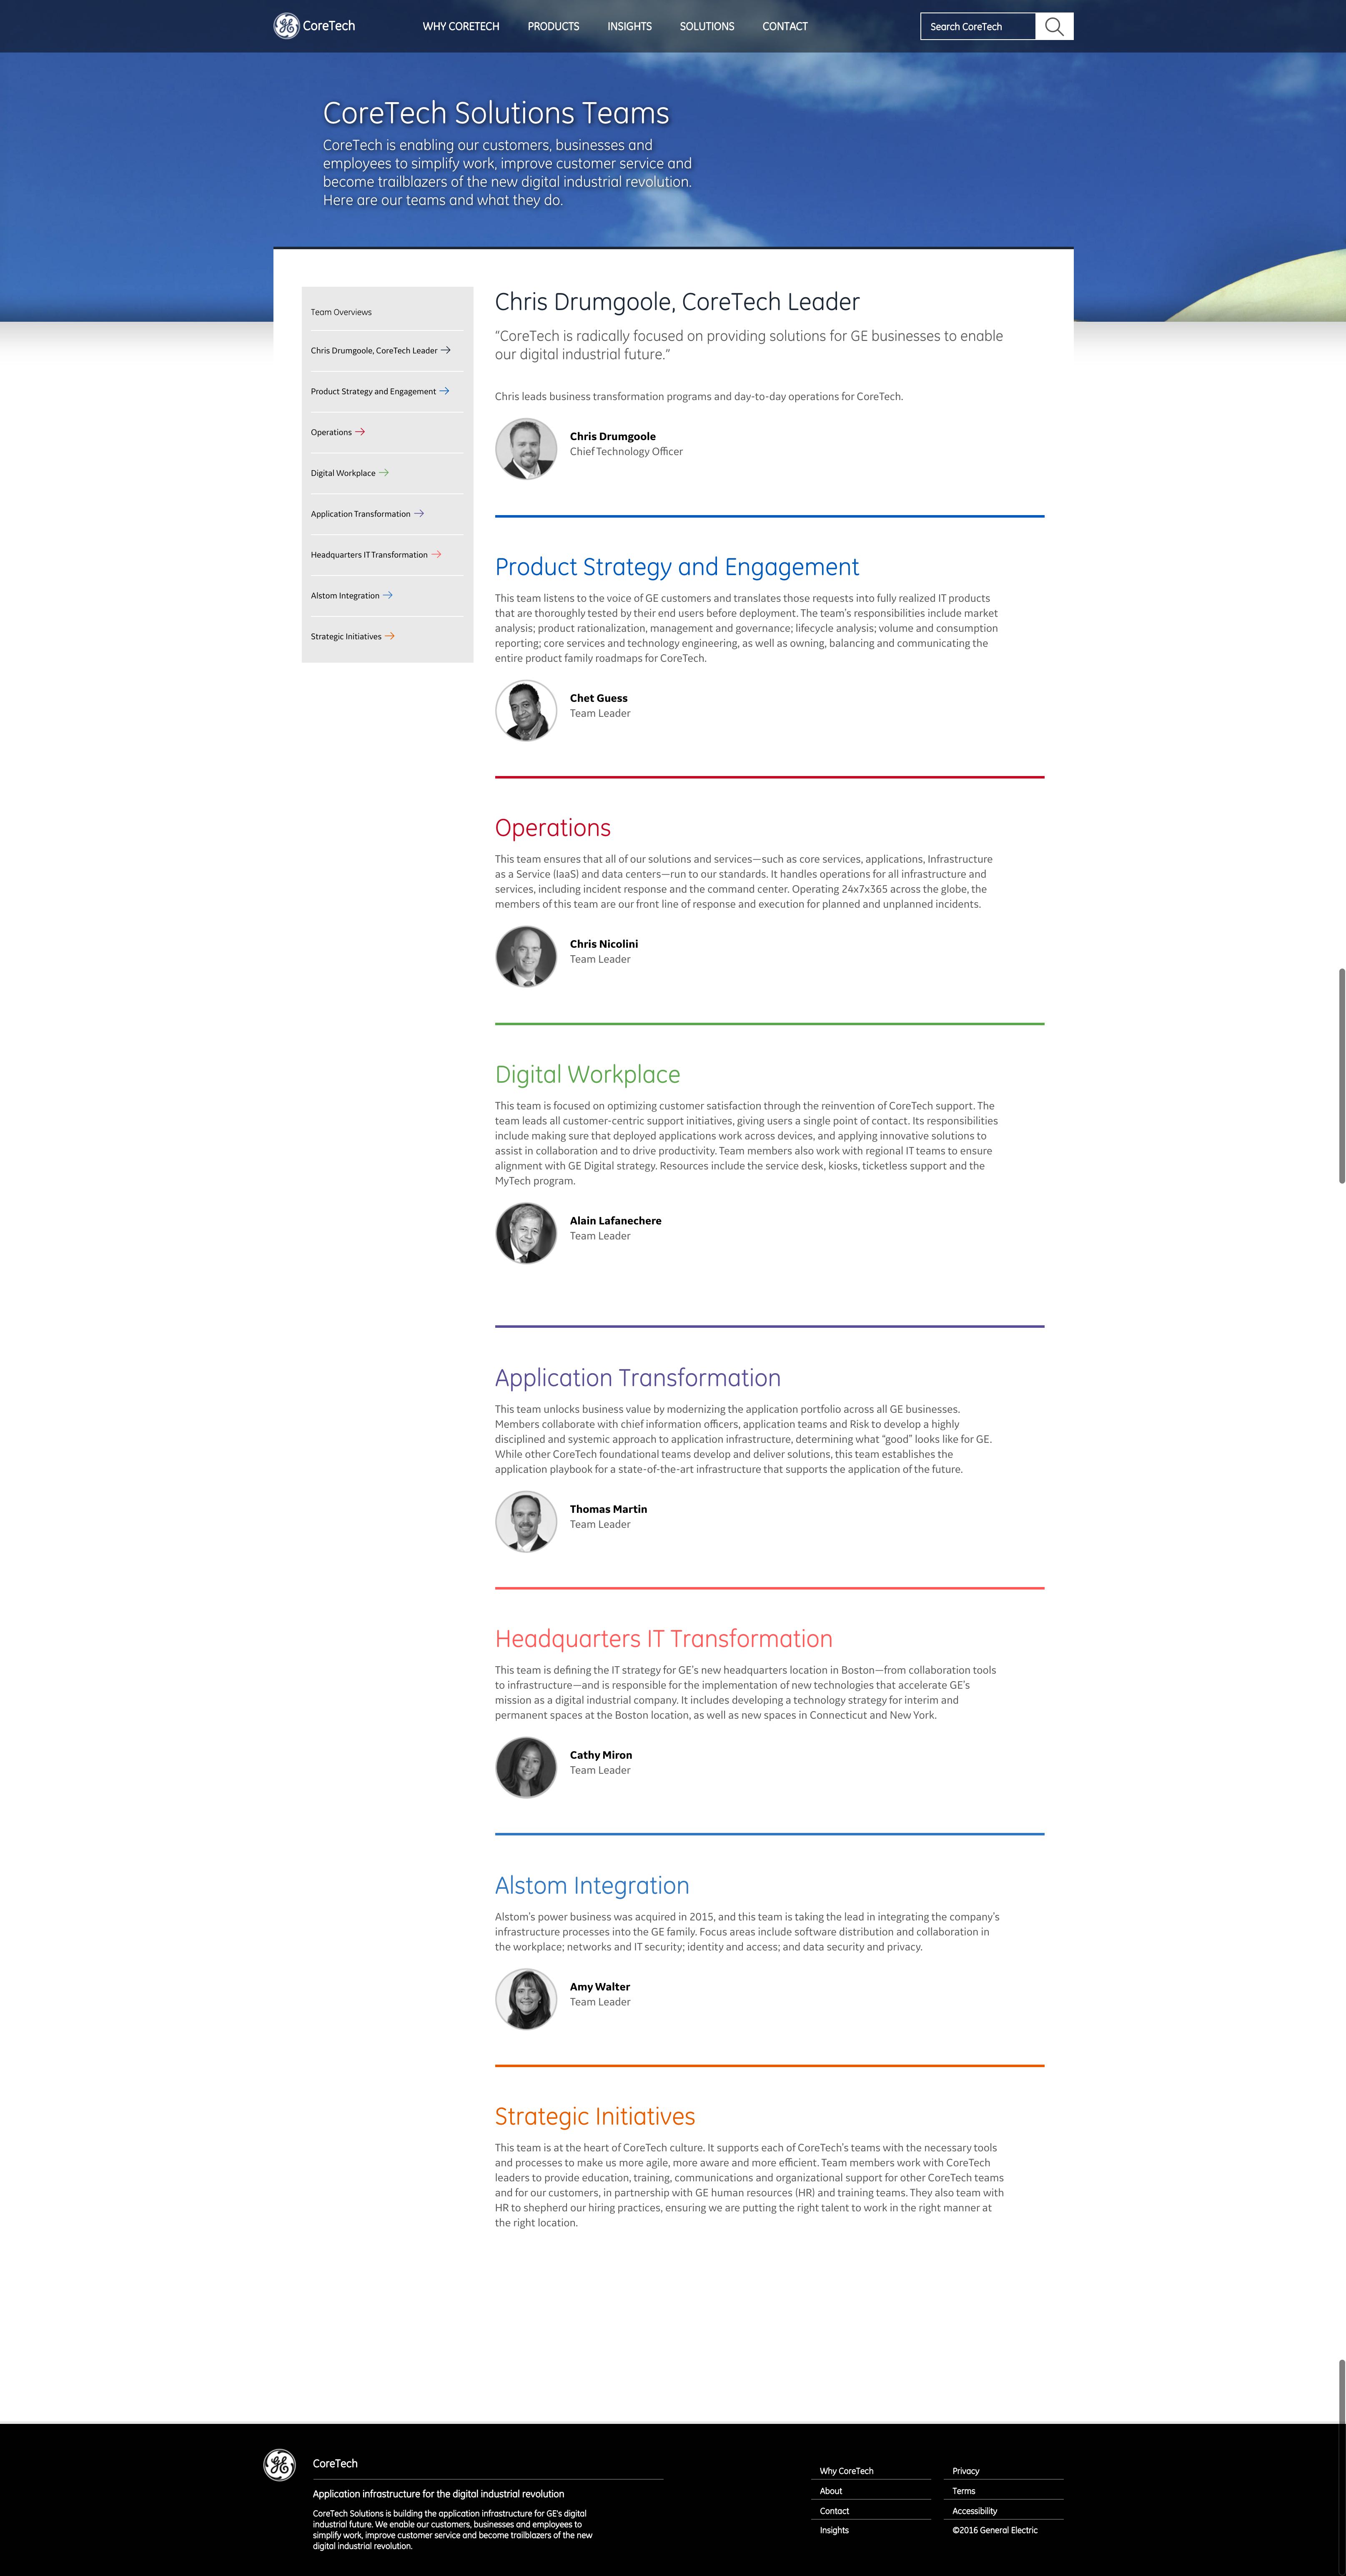 CoreTech
WHY CORETECH
PRODUCTS
INSIGHTS
SOLUTIONS
CONTACT
Search CoreTech
CoreTech Solutions Teams
CoreTech is enabling our customers, businesses and
employees to simplify work, improve customer service and
become trailblazers of the new digital industrial revolution.
Here are our teams and what they do.
Team Overviews
Chris Drumgoole, CoreTech Leader
Product Strategy and Engagement
Operations
Digital Workplace
Application Transformation
Headquarters IT Transformation
Alstom Integration
Strategic Initiatives
Chris Drumgoole, CoreTech Leader
“CoreTech is radically focused on providing solutions for GE businesses to enable
our digital industrial future.”
Chris leads business transformation programs and day-to-day operations for CoreTech.
Chris Drumgoole
Chief Technology Officer
Product Strategy and Engagement
This team listens to the voice of GE customers and translates those requests into fully realized IT products
that are thoroughly tested by their end users before deployment. The team’s responsibilities include market
analysis; product rationalization, management and governance; lifecycle analysis; volume and consumption
reporting; core services and technology engineering, as well as owning, balancing and communicating the
entire product family roadmaps for CoreTech.
Chet Guess
Team Leader
Operations
This team ensures that all of our solutions and services—such as core services, applications, Infrastructure
as a Service (IaaS) and data centers—run to our standards. It handles operations for all infrastructure and
services, including incident response and the command center. Operating 24x7x365 across the globe, the
members of this team are our front line of response and execution for planned and unplanned incidents.
Chris Nicolini
Team Leader
Digital Workplace
This team is focused on optimizing customer satisfaction through the reinvention of CoreTech support. The
team leads all customer-centric support initiatives, giving users a single point of contact. Its responsibilities
include making sure that deployed applications work across devices, and applying innovative solutions to
assist in collaboration and to drive productivity. Team members also work with regional IT teams to ensure
alignment with GE Digital strategy. Resources include the service desk, kiosks, ticketless support and the
MyTech program.
Alain Lafanechere
Team Leader
Application Transformation
This team unlocks business value by modernizing the application portfolio across all GE businesses.
Members collaborate with chief information officers, application teams and Risk to develop a highly
disciplined and systemic approach to application infrastructure, determining what “good” looks like for GE.
While other CoreTech foundational teams develop and deliver solutions, this team establishes the
application playbook for a state-of-the-art infrastructure that supports the application of the future.
Thomas Martin
Team Leader
Headquarters IT Transformation
This team is defining the IT strategy for GE’s new headquarters location in Boston—from collaboration tools
to infrastructure—and is responsible for the implementation of new technologies that accelerate GE’s
mission as a digital industrial company. It includes developing a technology strategy for interim and
permanent spaces at the Boston location, as well as new spaces in Connecticut and New York.
Cathy Miron
Team Leader
Alstom Integration
Alstom’s power business was acquired in 2015, and this team is taking the lead in integrating the company’s
infrastructure processes into the GE family. Focus areas include software distribution and collaboration in
the workplace; networks and IT security; identity and access; and data security and privacy.
Amy Walter
Team Leader
Strategic Initiatives
This team is at the heart of CoreTech culture. It supports each of CoreTech’s teams with the necessary tools
and processes to make us more agile, more aware and more efficient. Team members work with CoreTech
leaders to provide education, training, communications and organizational support for other CoreTech teams
and for our customers, in partnership with GE human resources (HR) and training teams. They also team with
HR to shepherd our hiring practices, ensuring we are putting the right talent to work in the right manner at
the right location.
CoreTech
Application infrastructure for the digital industrial revolution
CoreTech Solutions is building the application infrastructure for GE's digital
industrial future. We enable our customers, businesses and employees to
simplify work, improve customer service and become trailblazers of the new
digital industrial revolution.
Why CoreTech
About
Contact
Insights
Privacy
Terms
Accessibility
©2016 General Electric